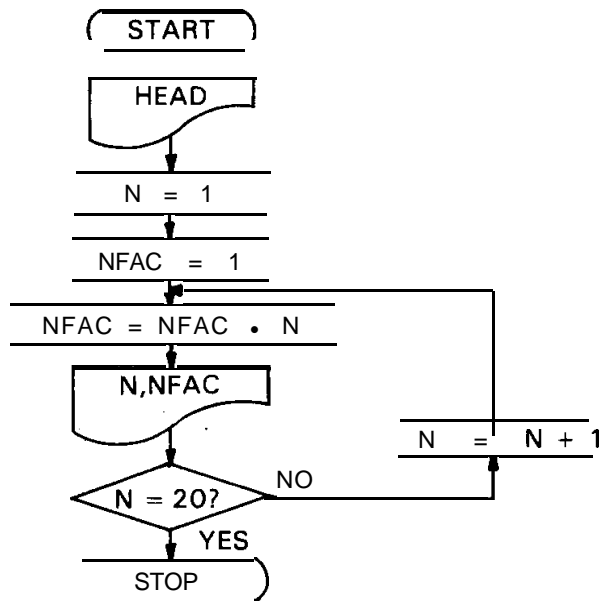 START
HEAD
N = 1
NFAC = 1
NFAC = NFAC • N
N,NFAC
N = N + 1
N = 20?
NO
YES
STOP